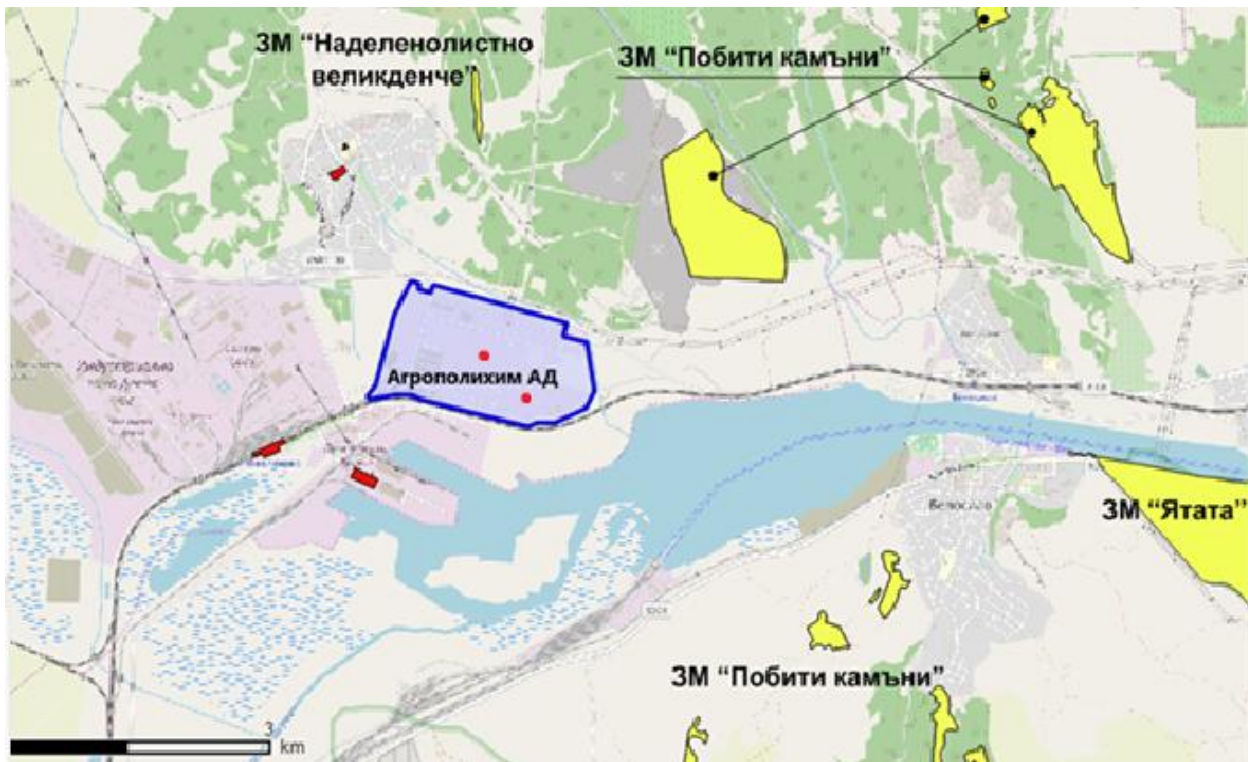 ЗМ “Наделенолистно
великденче”
ЗМ “Побити камъни”
Агрополихим АД
ЗМ “Ятата”
ЗМ “Побити камъни”
3
km